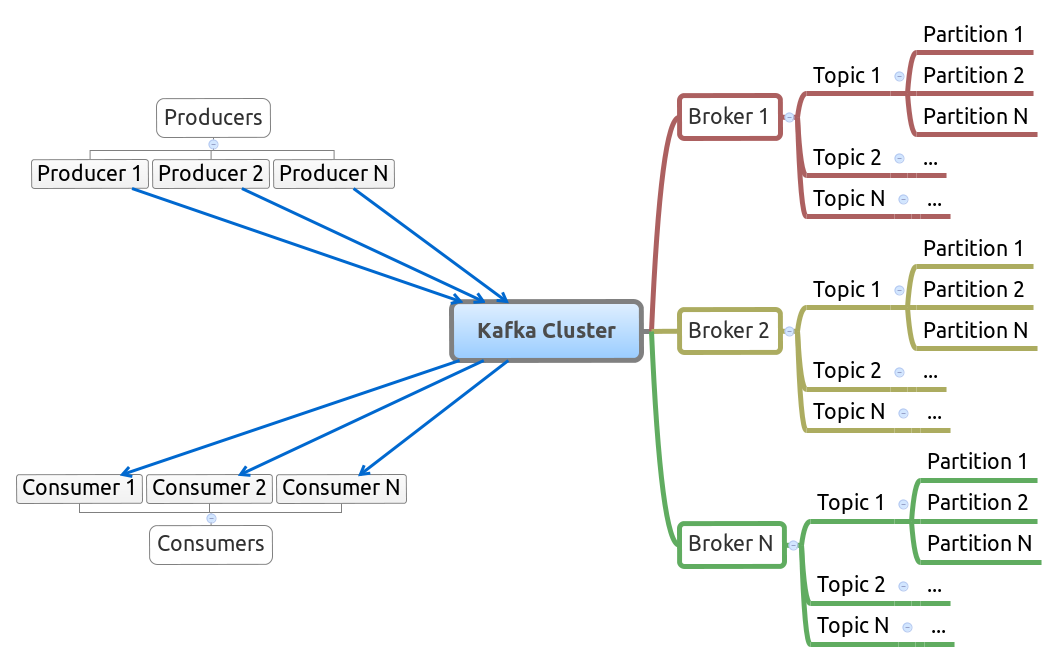 Producers
Producer 1
Producer 2
Producer N
Kafka Cluster
Consumer 1
Consumer 2
Consumer N
Consumers
Broker 1
Topic 1
Partition 1
Partition 2
Partition N
Topic 2
...
Topic N
...
Broker 2
Topic 1
Partition 1
Partition 2
Partition N
Topic 2
...
Topic N
...
Broker N
Topic 1
Partition 1
Partition 2
Partition N
Topic 2
...
Topic N
...